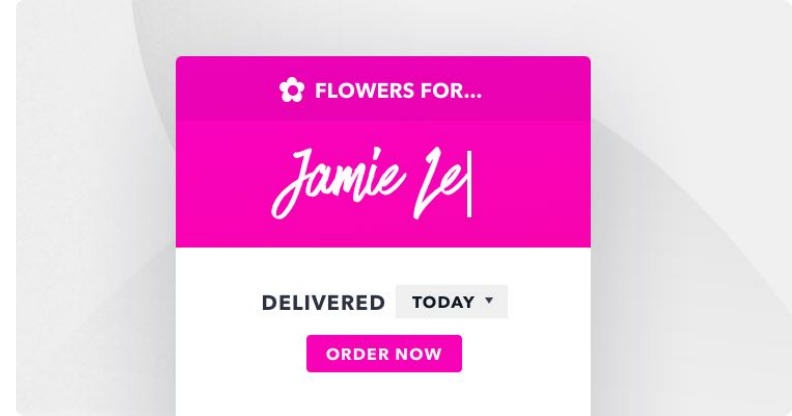 FLOWERS FOR...
Jamie Le
DELIVERED TODAY
ORDER NOW